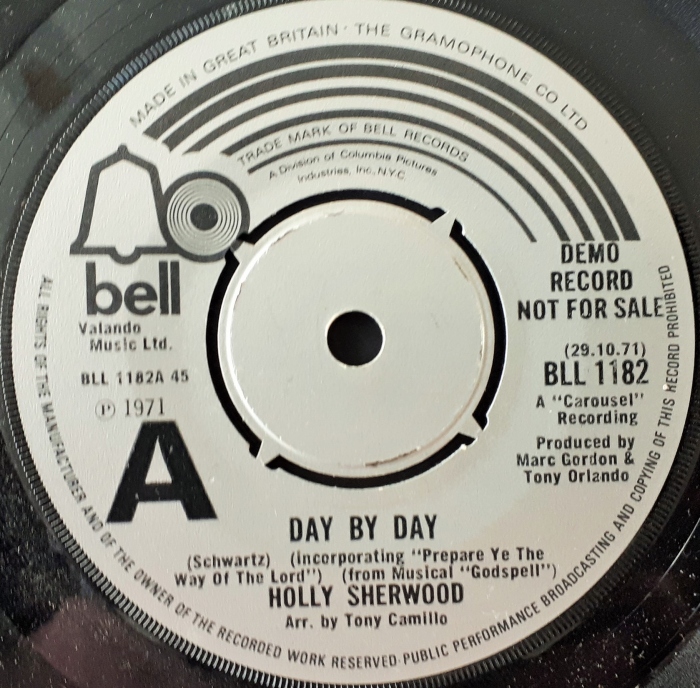 MADE IN GREAT BRITAIN · THE GRAMOPHONE CO LTD
TRADE MARK OF BELL RECORDS
A Division of Columbia Pictures
Industries, Inc, N.Y.C.
bell
Valando
Music Ltd.
BLL 1182A 45
Ⓟ 1971
A
DEMO
RECORD
NOT FOR SALE
(29.10.71)
BLL 1182
A "Carousel"
Recording
Produced by
Marc Gordon &
Tony Orlando
DAY BY DAY
(Schwartz) (incorporating "Prepare Ye The
Way Of The Lord") (from Musical "Godspell")
HOLLY SHERWOOD
Arr. by Tony Camillo
ALL RIGHTS OF THE MANUFACTURER AND OF THE OWNER OF THE RECORDED WORK RESERVED·PUBLIC PERFORMANCE BROADCASTING AND COPYING OF THIS RECORD PROHIBITED